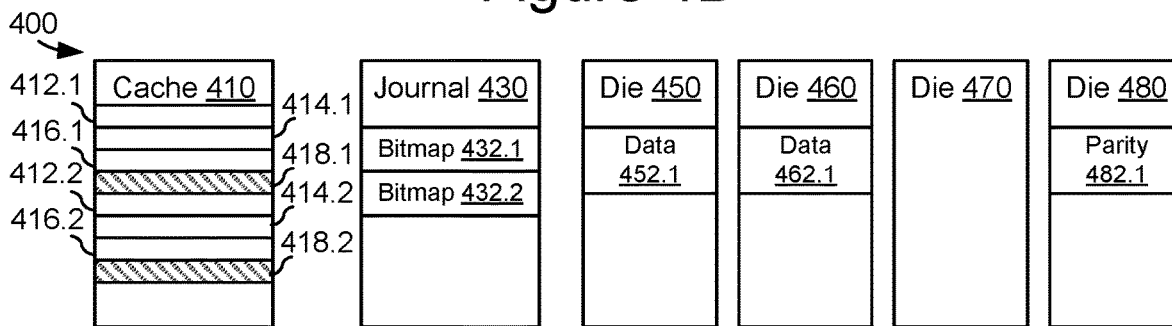 400
Cache 410
Journal 430
Die 450
Die 460
Die 470
Die 480
412.1
414.1
416.1
Bitmap 432.1
Data
452.1
Data
462.1
Parity
482.1
418.1
412.2
Bitmap 432.2
414.2
416.2
418.2